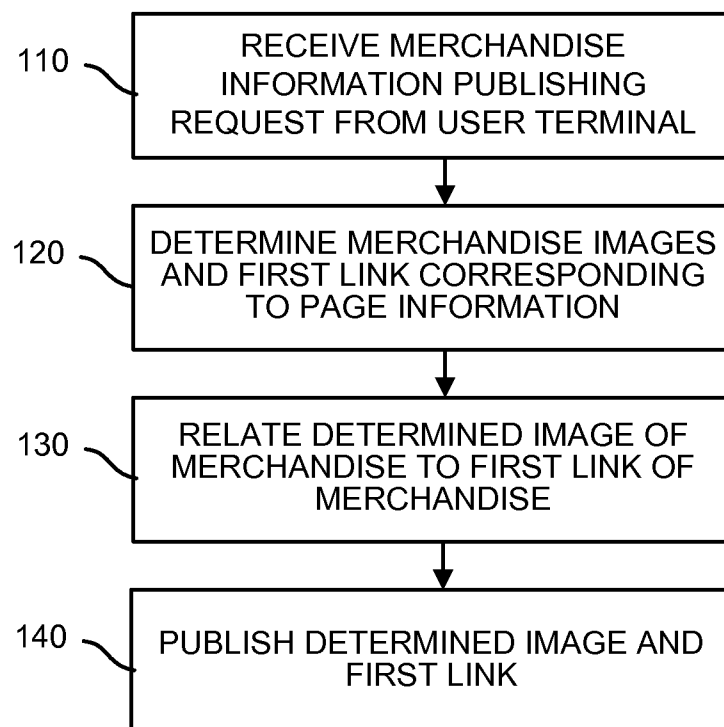 110
RECEIVE MERCHANDISE
INFORMATION PUBLISHING
REQUEST FROM USER TERMINAL
120
DETERMINE MERCHANDISE IMAGES
AND FIRST LINK CORRESPONDING
TO PAGE INFORMATION
130
RELATE DETERMINED IMAGE OF
MERCHANDISE TO FIRST LINK OF
MERCHANDISE
140
PUBLISH DETERMINED IMAGE AND
FIRST LINK